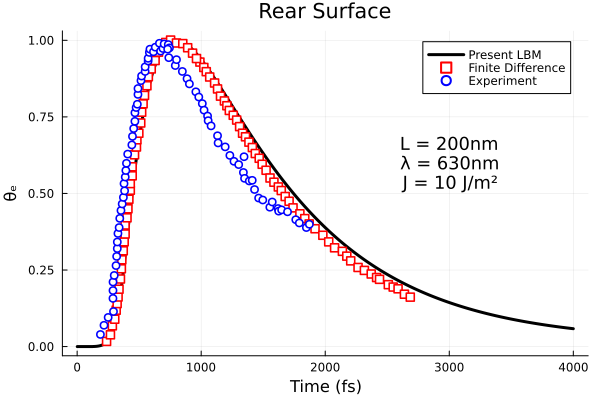 Rear Surface
1.00
0.75
0.50
0.25
0.00
θₑ
Present LBM
Finite Difference
Experiment
L = 200nm
λ = 630nm
J = 10 J/m²
0
1000
2000
3000
4000
Time (fs)